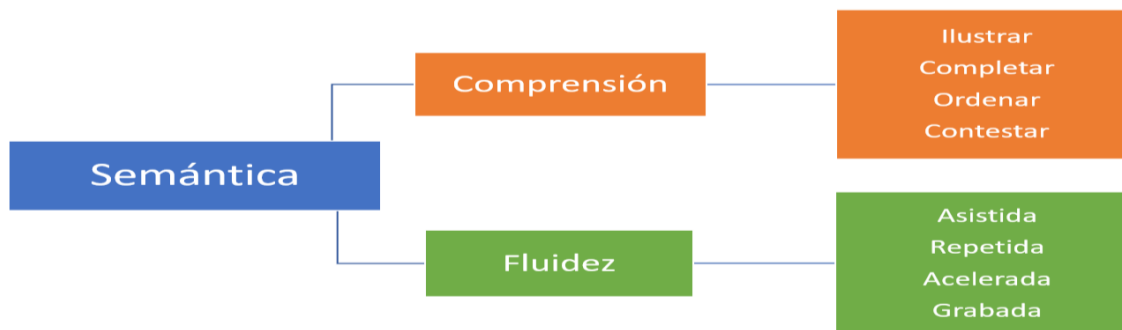 Semántica
Comprensión
Ilustrar
Completar
Ordenar
Contestar
Fluidez
Asistida
Repetida
Acelerada
Grabada